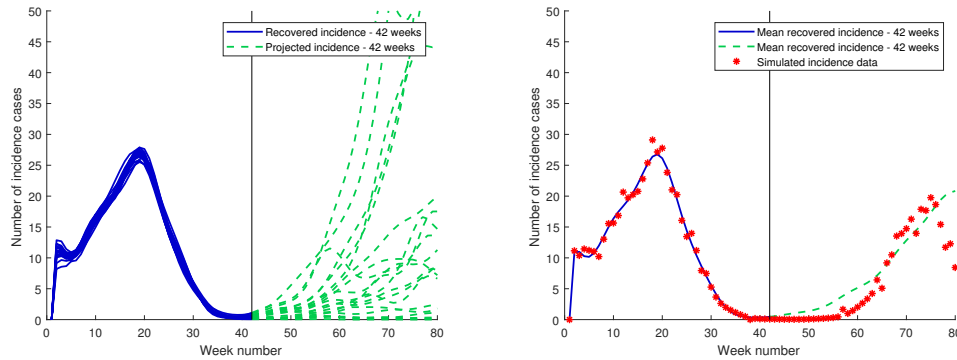 50
45
40
35
30
25
20
15
10
5
0
Number of incidence cases
Recovered incidence - 42 weeks
Projected incidence - 42 weeks
0 10 20 30 40 50 60 70 80
Week number
50
45
40
35
30
25
20
15
10
5
0
Number of incidence cases
Mean recovered incidence - 42 weeks
Mean recovered incidence - 42 weeks
Simulated incidence data
0 10 20 30 40 50 60 70 80
Week number